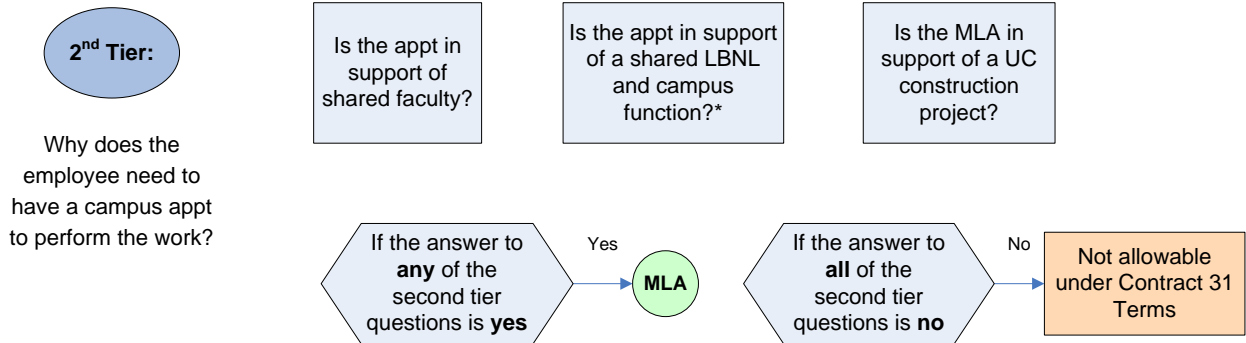 2nd Tier:
Why does the
employee need to
have a campus appt
to perform the work?
Is the appt in
support of
shared faculty?
Is the appt in support
of a shared LBNL
and campus
function?*
Is the MLA in
support of a UC
construction
project?
If the answer to
any of the
second tier
questions is yes
Yes
MLA
If the answer to
all of the
second tier
questions is no
No
Not allowable
under Contract 31
Terms